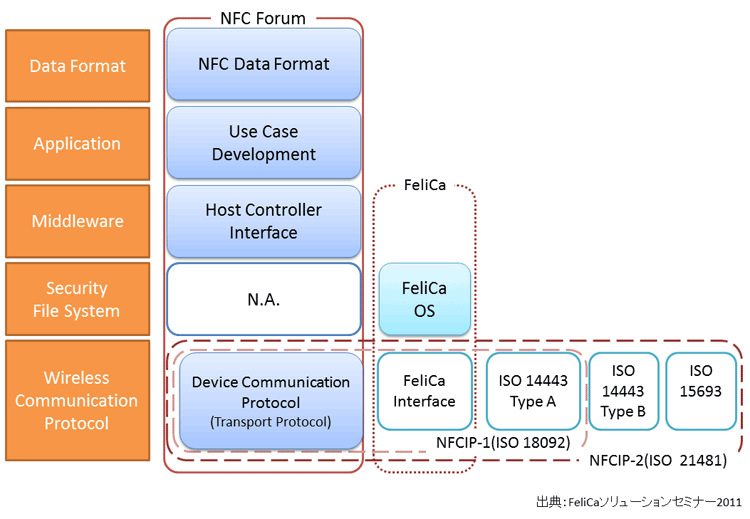 NFC Forum
Data Format
NFC Data Format
Application
Use Case
Development
FeliCa
Middleware
Host Controller
Interface
Security
File System
N.A.
FeliCa
OS
Wireless
Communication
Protocol
Device Communication
Protocol
(Transport Protocol)
FeliCa
Interface
ISO 14443
Type A
ISO
14443
Type B
ISO
15693
NFCIP-1(ISO 18092)
NFCIP-2(ISO 21481)
出典：FeliCaソリューションセミナー2011